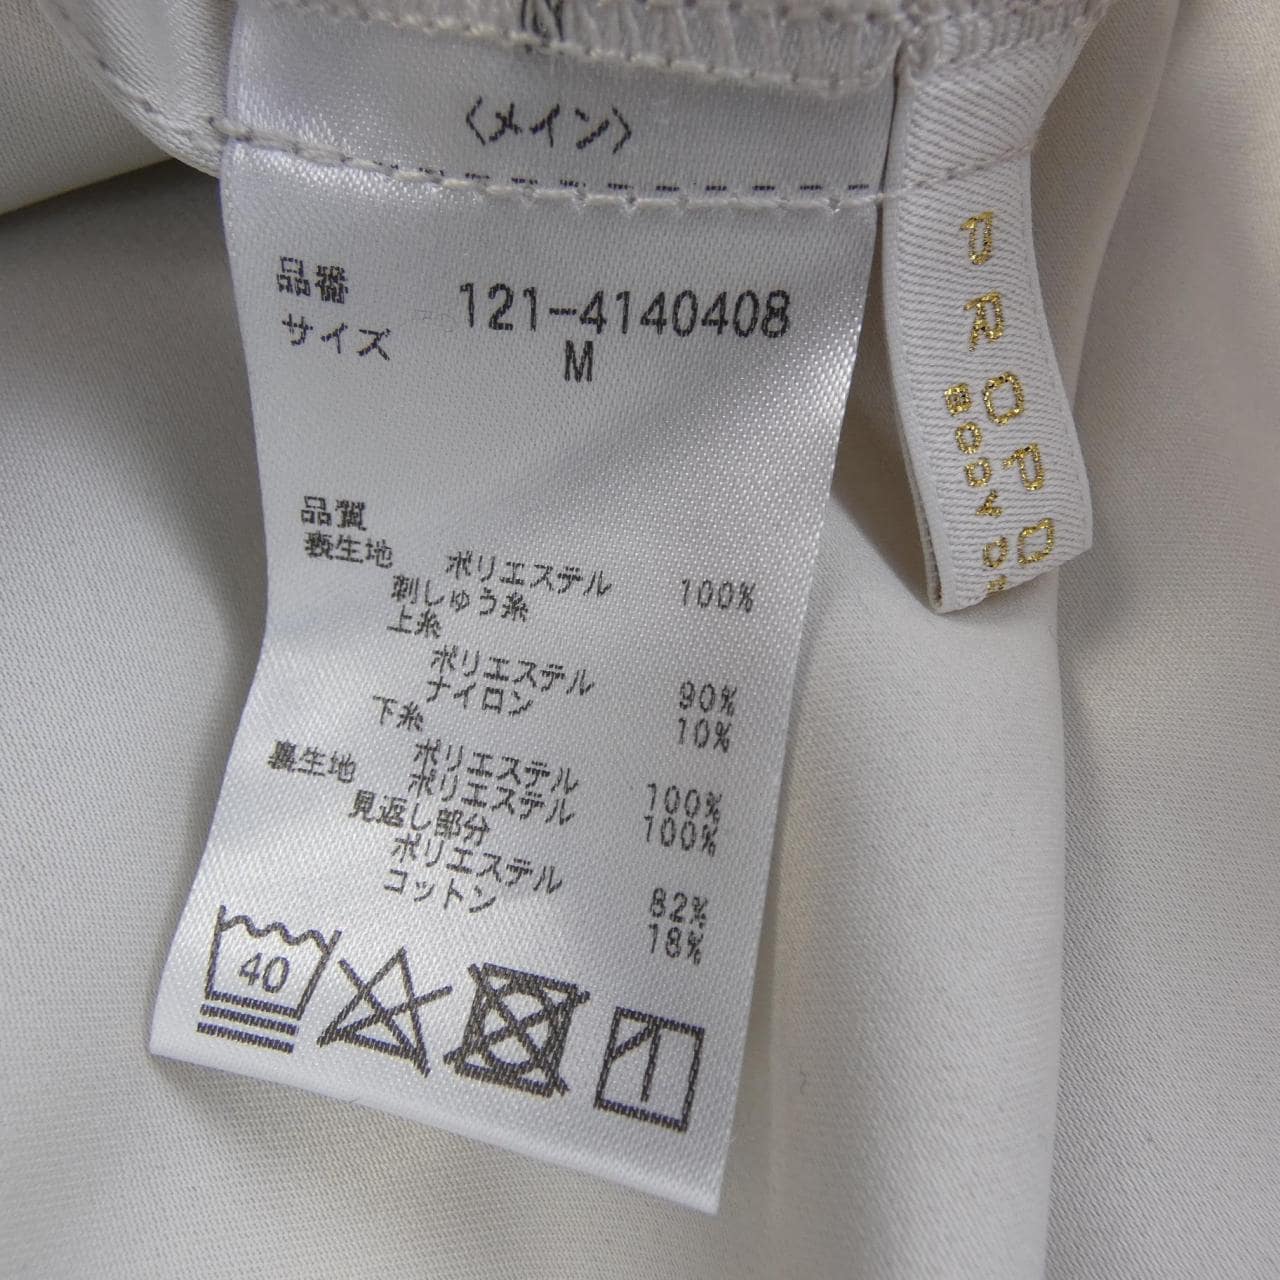 〈メイン〉
品番 121-4140408
サイズ M
品質
表生地 ポリエステル 100%
刺しゅう糸
上糸
ポリエステル 90%
ナイロン 10%
下糸
ポリエステル 100%
裏生地 ポリエステル 100%
見返し部分
ポリエステル 82%
コットン 18%
40
BODY